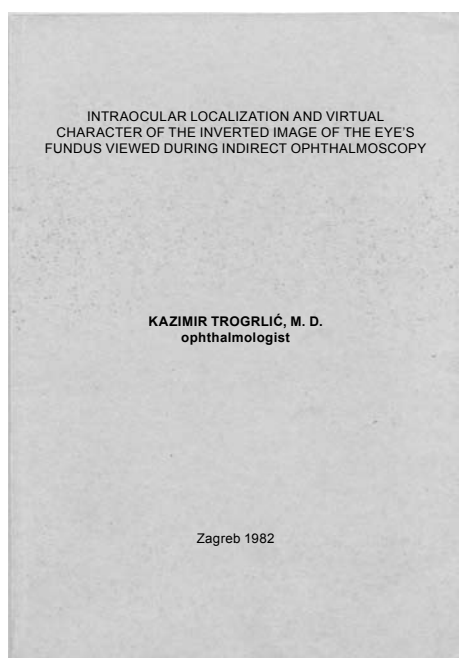 INTRAOCULAR LOCALIZATION AND VIRTUAL
CHARACTER OF THE INVERTED IMAGE OF THE EYE'S
FUNDUS VIEWED DURING INDIRECT OPHTHALMOSCOPY
KAZIMIR TROGRLIĆ, M. D.
ophthalmologist
Zagreb 1982